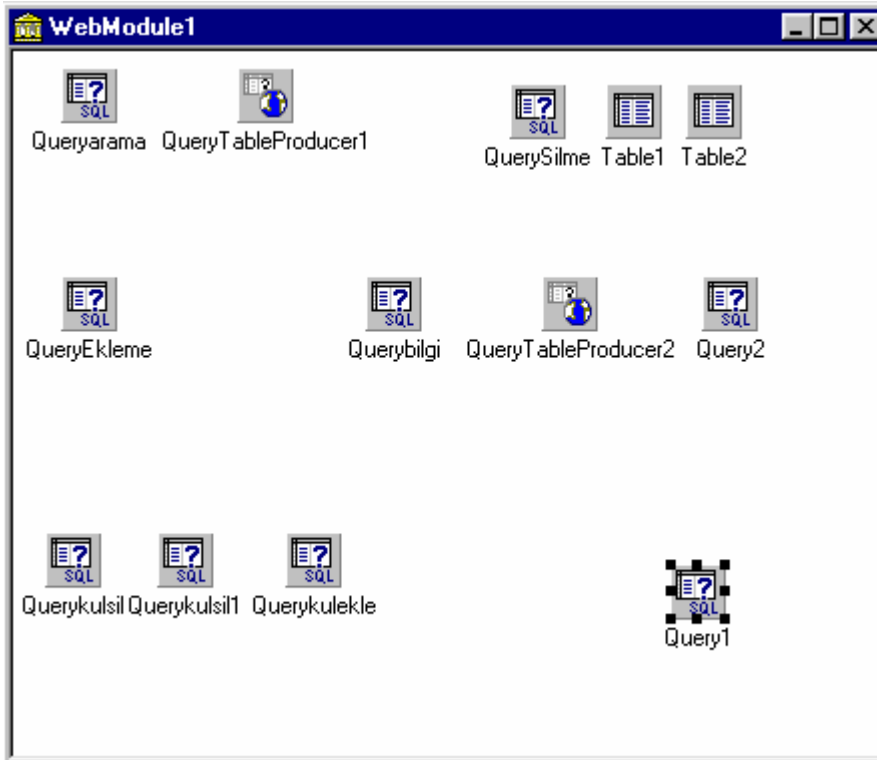 WebModule1
Queryarama QueryTableProducer1
QuerySilme Table1 Table2
QueryEkleme Querybilgi QueryTableProducer2 Query2
Querykulsil Querykulsil1 Querykulekle
Query1